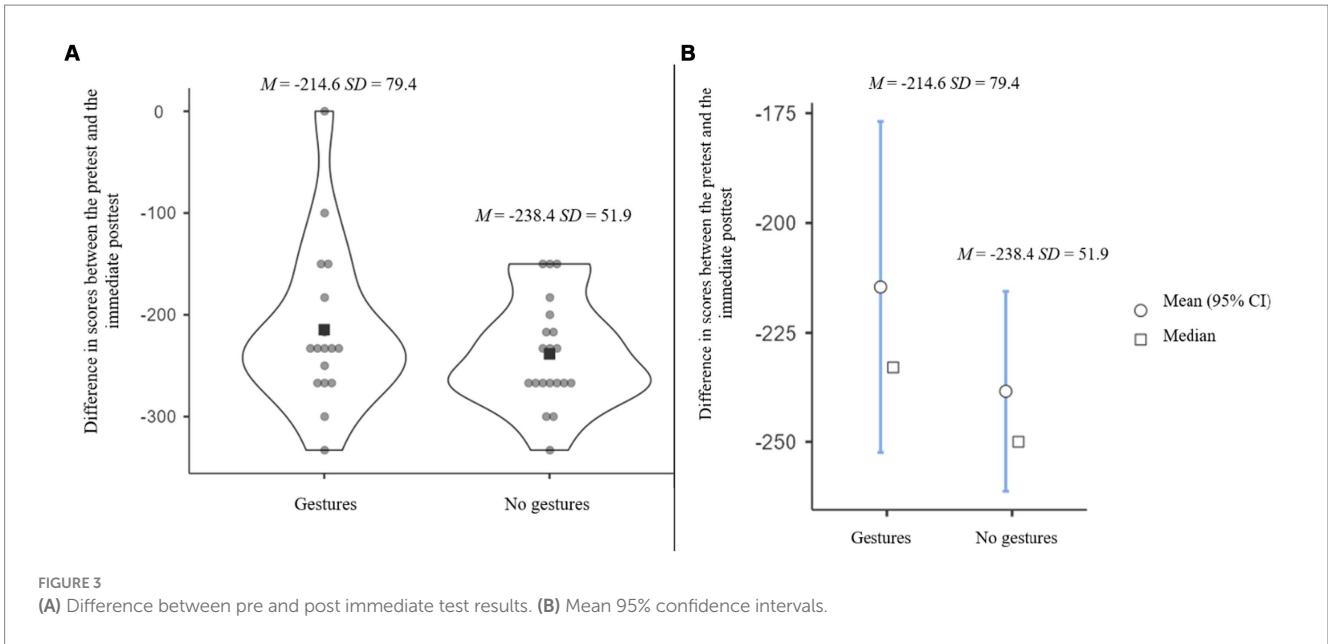 A
Difference in scores between the pretest and the
immediate posttest
M = -214.6 SD = 79.4
M = -238.4 SD = 51.9
0
-100
-200
-300
Gestures
No gestures
B
Difference in scores between the pretest and the
immediate posttest
M = -214.6 SD = 79.4
M = -238.4 SD = 51.9
-175
-200
-225
-250
Gestures
No gestures
Mean (95% CI)
Median
FIGURE 3
(A) Difference between pre and post immediate test results. (B) Mean 95% confidence intervals.